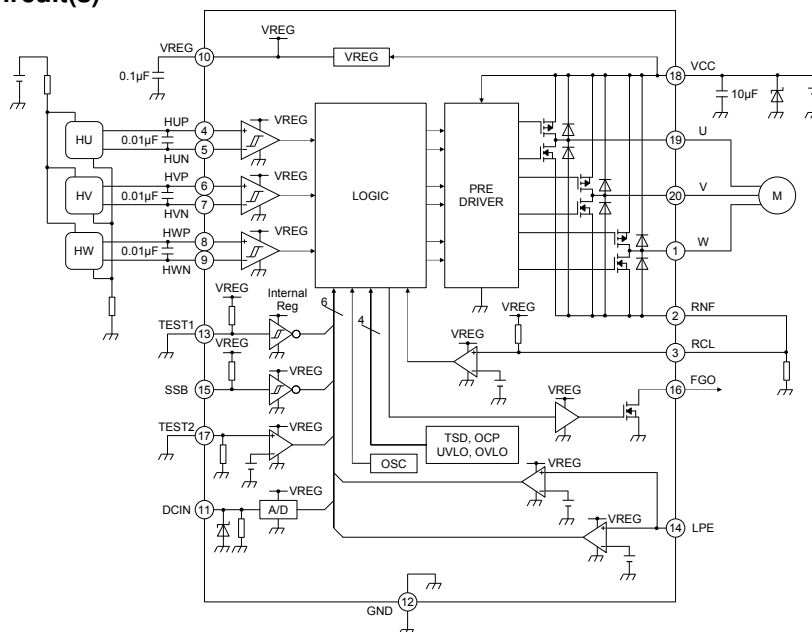 VREG
10
VREG
VREG
18
VCC
0.1µF
10µF
HU
HUP
4
0.01µF
5
HUN
VREG
HV
HVP
6
0.01µF
7
HVN
VREG
HW
HWP
8
0.01µF
9
HWN
VREG
LOGIC
PRE
DRIVER
19
U
20
V
1
W
M
2
RNF
VREG
3
RCL
VREG
16
FGO
VREG
Internal
Reg
VREG
TEST1
13
VREG
SSB
15
TEST2
17
VREG
DCIN
11
A/D
VREG
6
4
TSD, OCP
UVLO, OVLO
OSC
VREG
VREG
14
LPE
12
GND